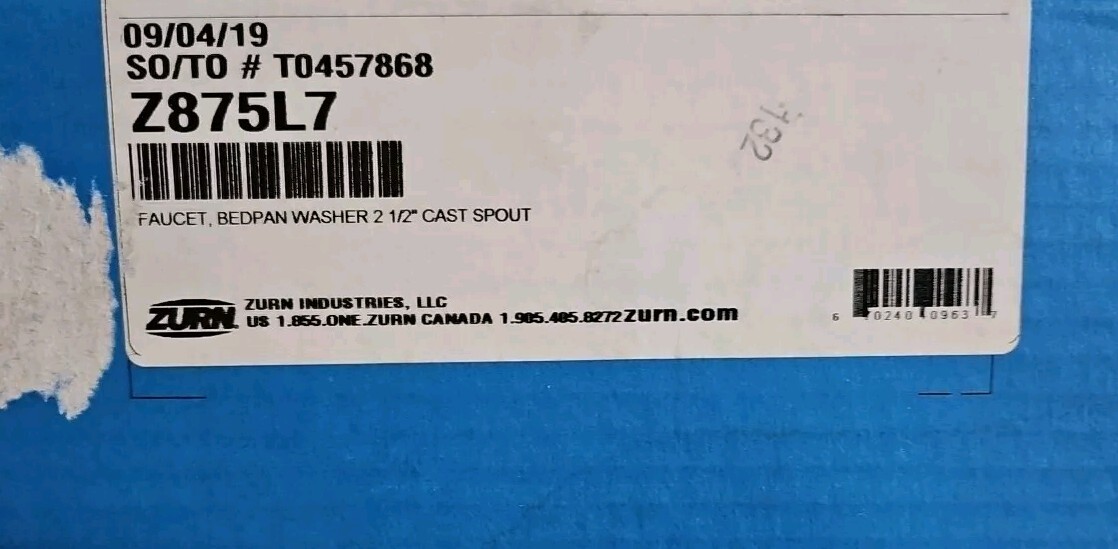 09/04/19
SO/TO # T0457868
Z875L7
132
FAUCET, BEDPAN WASHER 2 1/2" CAST SPOUT
ZURN
ZURN INDUSTRIES, LLC
US 1.855.ONE.ZURN CANADA 1.905.405.8272 zurn.com